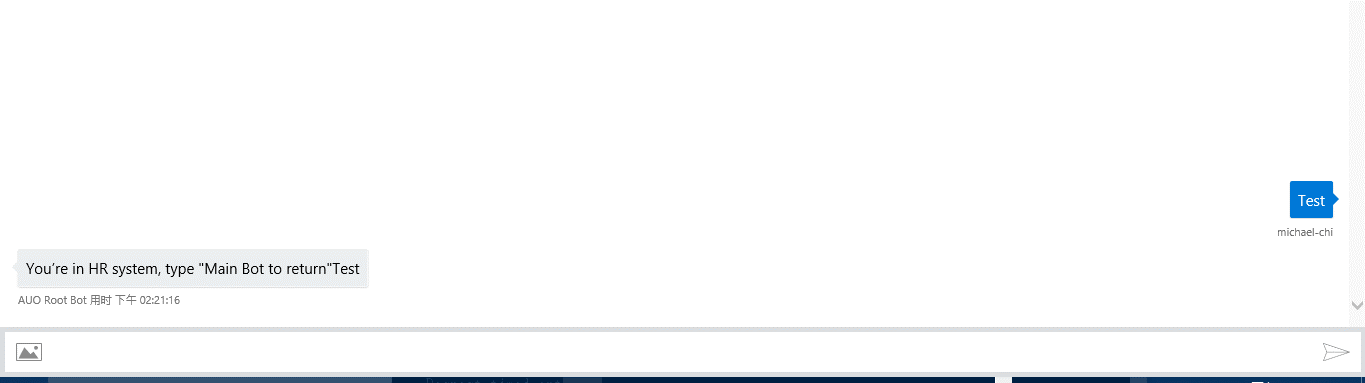 Test
michael-chi
You’re in HR system, type "Main Bot to return"Test
AUO Root Bot 用时 下午 02:21:16